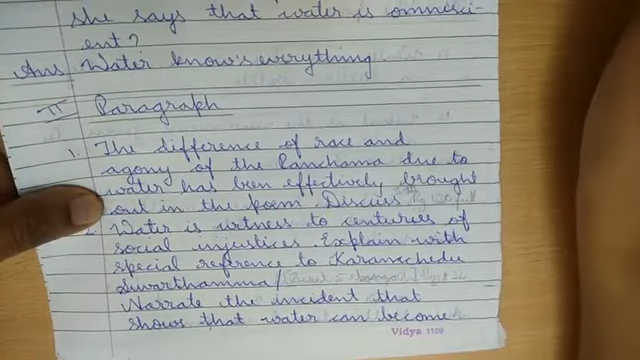 she says that water is omnisci-
ent?
Ans Water know's everything
II Paragraph
1. The difference of race and
agony of the Panchama due to
water has been effectively brought
out in the poem. Discuss
2. Water is witness to centuries of
social injustices. Explain with
special reference to Karamachedu
Suvarthamma/
Narrate the incident that
shows that water can become
Vidya 1109